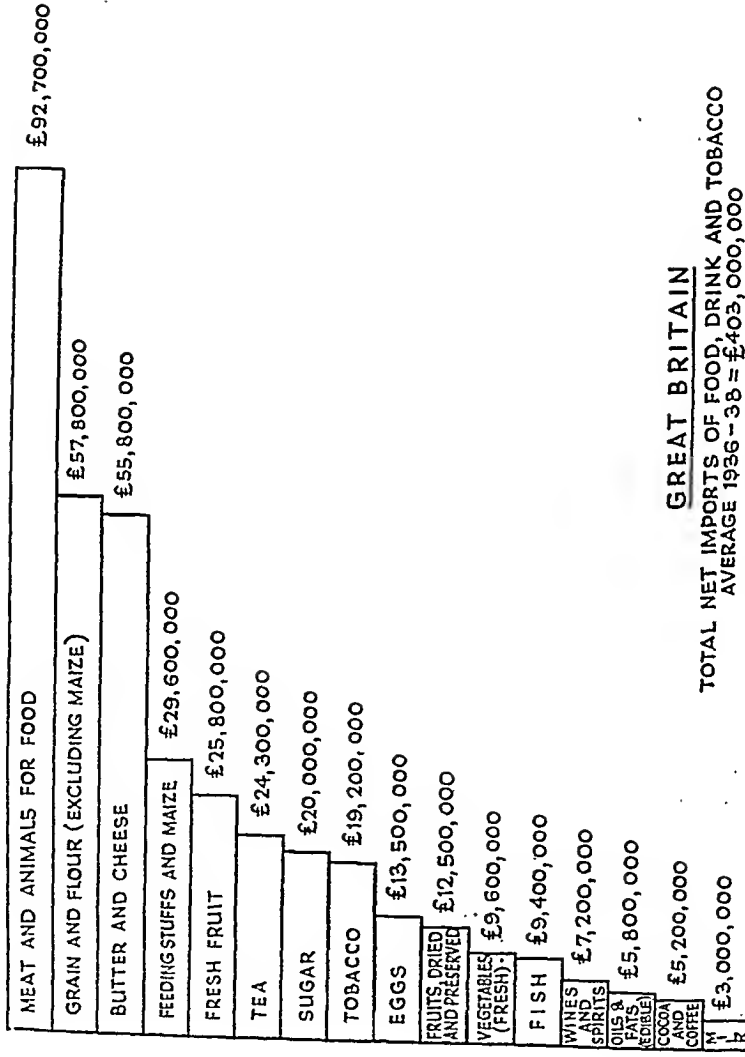 MEAT AND ANIMALS FOR FOOD
£92,700,000
GRAIN AND FLOUR (EXCLUDING MAIZE)
£57,800,000
BUTTER AND CHEESE
£55,800,000
FEEDINGSTUFFS AND MAIZE
£29,600,000
FRESH FRUIT
£25,800,000
TEA
£24,300,000
SUGAR
£20,000,000
TOBACCO
£19,200,000
EGGS
£13,500,000
FRUITS, DRIED
AND PRESERVED
£12,500,000
VEGETABLES
(FRESH)
£9,600,000
FISH
£9,400,000
WINES
AND
SPIRITS
£7,200,000
OILS &
FATS
(EDIBLE)
£5,800,000
COCOA
AND
COFFEE
£5,200,000
£3,000,000
GREAT BRITAIN
TOTAL NET IMPORTS OF FOOD, DRINK AND TOBACCO
AVERAGE 1936-38 = £403,000,000